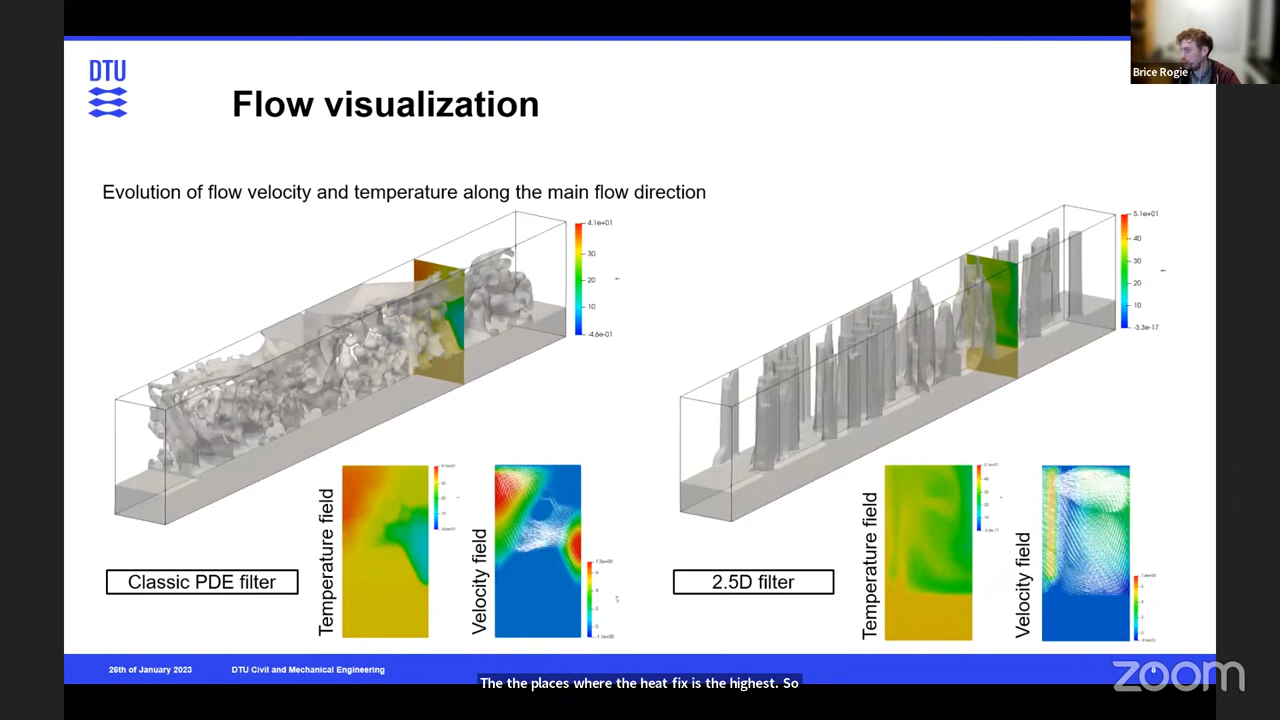 DTU
Brice Rogie
Flow visualization
Evolution of flow velocity and temperature along the main flow direction
4.1e+01
30
20
10
-4.6e-01
5.1e+01
40
30
20
10
-3.3e-17
Temperature field
Velocity field
Temperature field
Velocity field
Classic PDE filter
2.5D filter
26th of January 2023
DTU Civil and Mechanical Engineering
8
zoom
The the places where the heat fix is the highest. So